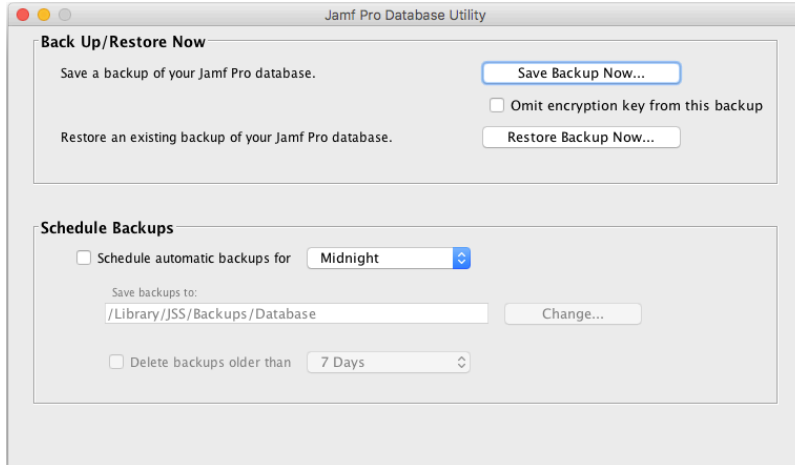 Jamf Pro Database Utility
Back Up/Restore Now
Save a backup of your Jamf Pro database.
Save Backup Now...
Omit encryption key from this backup
Restore an existing backup of your Jamf Pro database.
Restore Backup Now...
Schedule Backups
Schedule automatic backups for
Midnight
Save backups to:
/Library/JSS/Backups/Database
Change...
Delete backups older than
7 Days